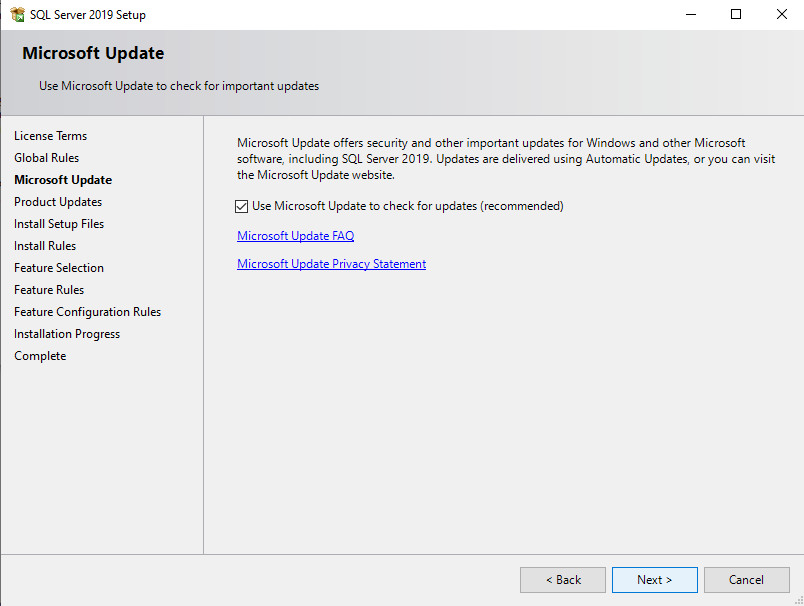 SQL Server 2019 Setup
Microsoft Update
Use Microsoft Update to check for important updates
License Terms
Global Rules
Microsoft Update
Product Updates
Install Setup Files
Install Rules
Feature Selection
Feature Rules
Feature Configuration Rules
Installation Progress
Complete
Microsoft Update offers security and other important updates for Windows and other Microsoft
software, including SQL Server 2019. Updates are delivered using Automatic Updates, or you can visit
the Microsoft Update website.
Use Microsoft Update to check for updates (recommended)
Microsoft Update FAQ
Microsoft Update Privacy Statement
< Back
Next >
Cancel